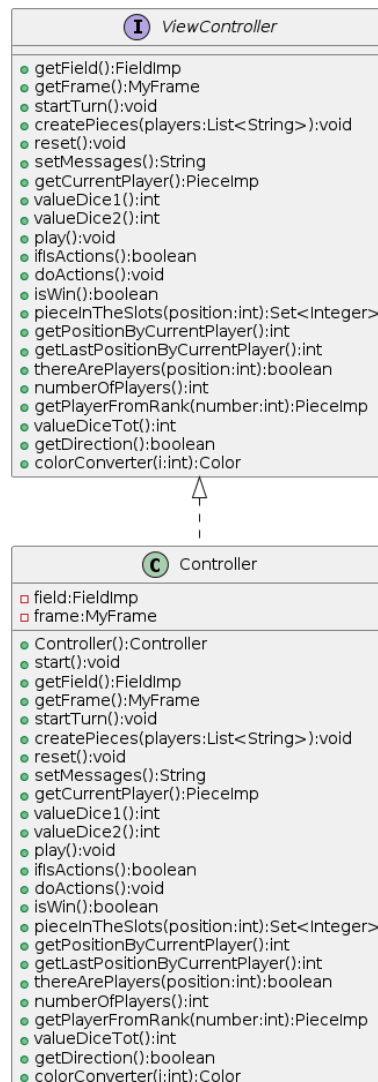 I ViewController
getField():FieldImp
getFrame():MyFrame
startTurn():void
createPieces(players:List<String>):void
reset():void
setMessages():String
getCurrentPlayer():PieceImp
valueDice1():int
valueDice2():int
play():void
ifIsActions():boolean
doActions():void
isWin():boolean
pieceInTheSlots(position:int):Set<Integer>
getPositionByCurrentPlayer():int
getLastPositionByCurrentPlayer():int
thereArePlayers(position:int):boolean
numberOfPlayers():int
getPlayerFromRank(number:int):PieceImp
valueDiceTot():int
getDirection():boolean
colorConverter(i:int):Color
C Controller
field:FieldImp
frame:MyFrame
Controller():Controller
start():void
getField():FieldImp
getFrame():MyFrame
startTurn():void
createPieces(players:List<String>):void
reset():void
setMessages():String
getCurrentPlayer():PieceImp
valueDice1():int
valueDice2():int
play():void
ifIsActions():boolean
doActions():void
isWin():boolean
pieceInTheSlots(position:int):Set<Integer>
getPositionByCurrentPlayer():int
getLastPositionByCurrentPlayer():int
thereArePlayers(position:int):boolean
numberOfPlayers():int
getPlayerFromRank(number:int):PieceImp
valueDiceTot():int
getDirection():boolean
colorConverter(i:int):Color